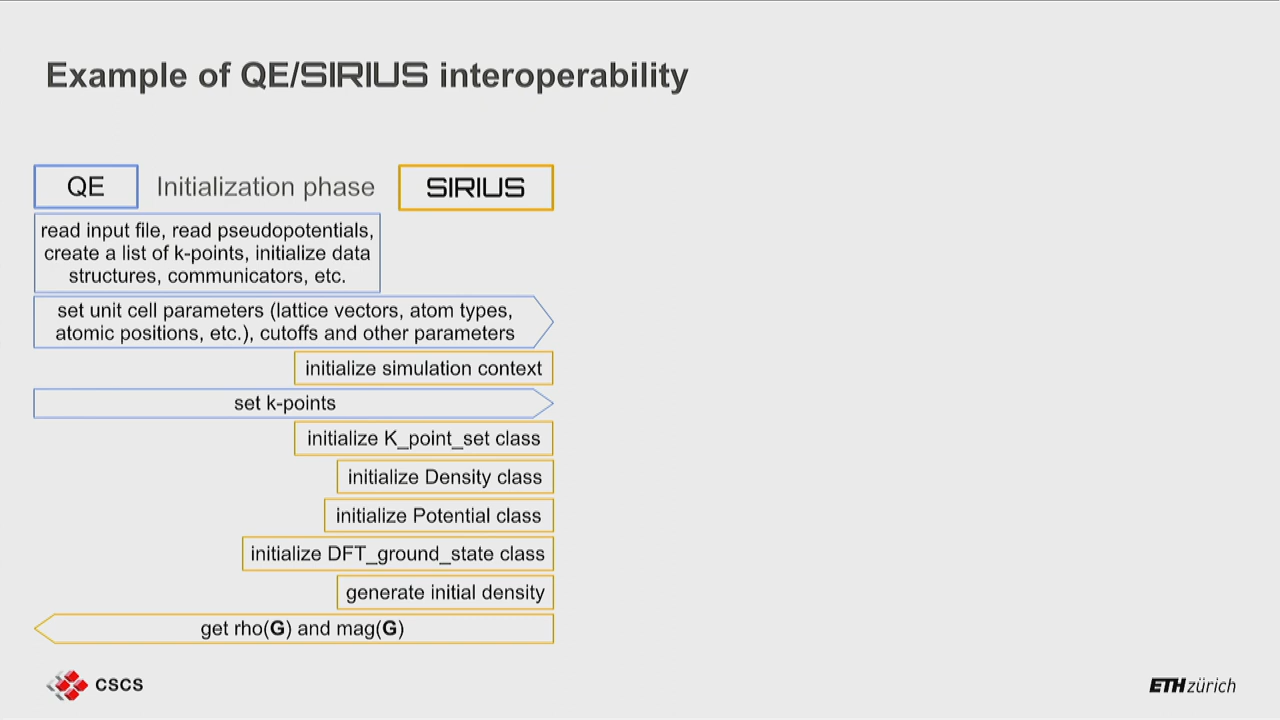 Example of QE/SIRIUS interoperability
QE
Initialization phase
SIRIUS
read input file, read pseudopotentials,
create a list of k-points, initialize data
structures, communicators, etc.
set unit cell parameters (lattice vectors, atom types,
atomic positions, etc.), cutoffs and other parameters
initialize simulation context
set k-points
initialize K_point_set class
initialize Density class
initialize Potential class
initialize DFT_ground_state class
generate initial density
get rho(G) and mag(G)
CSCS
ETH zürich